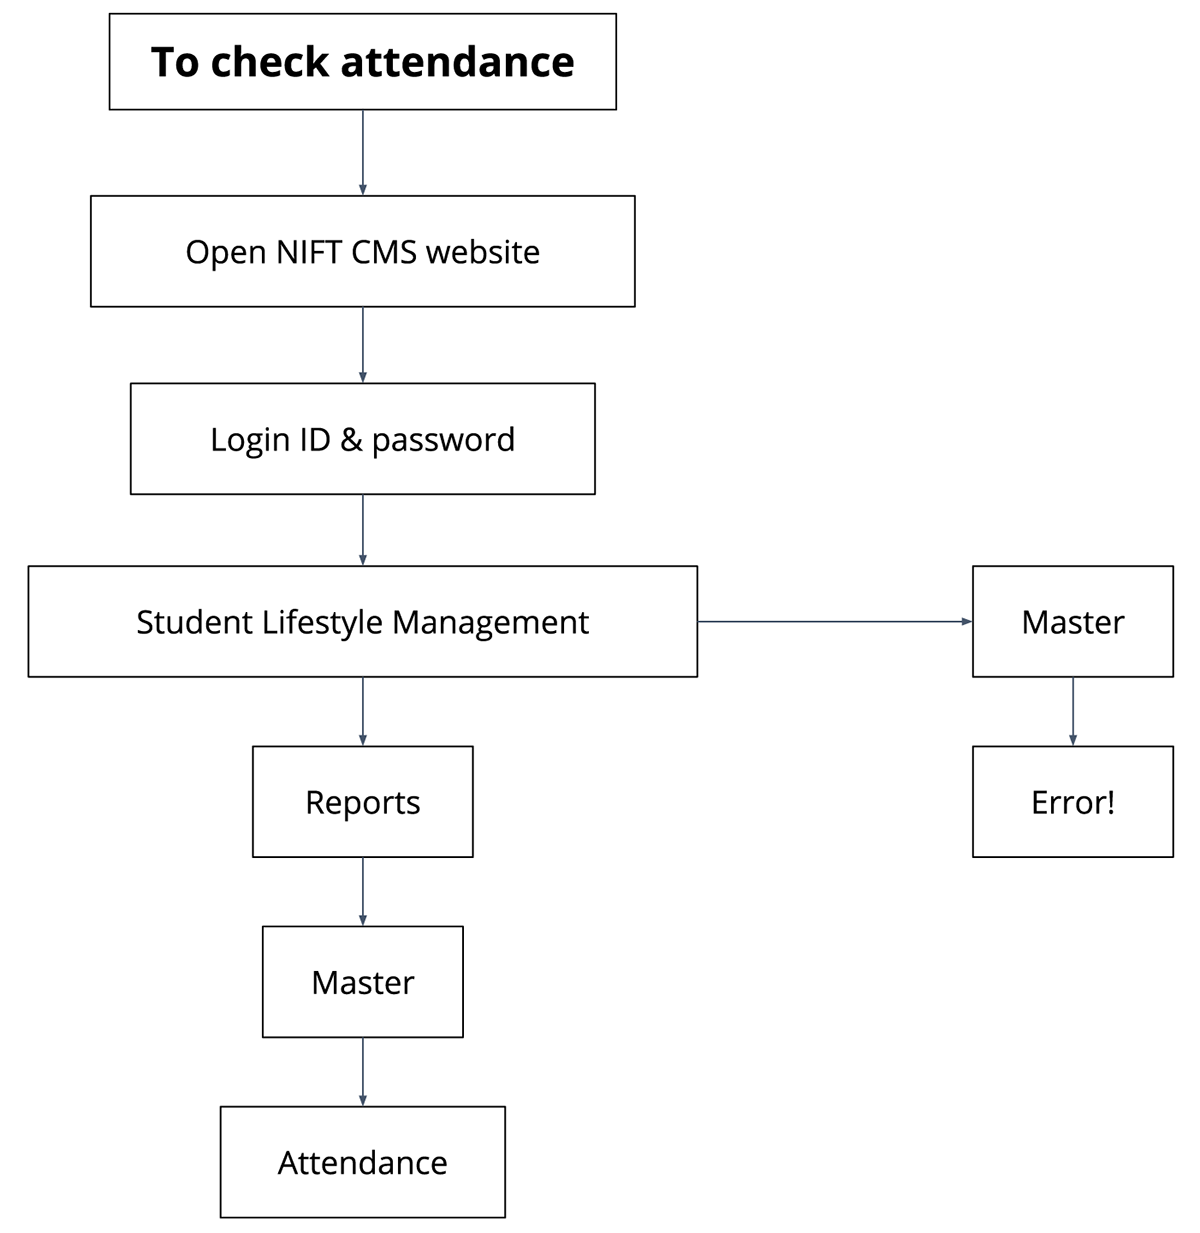 To check attendance
Open NIFT CMS website
Login ID & password
Student Lifestyle Management
Master
Reports
Error!
Master
Attendance